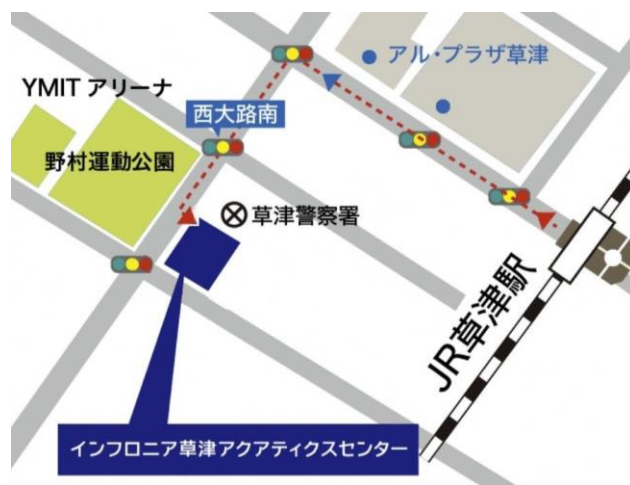 アル・プラザ草津
YMIT アリーナ
西大路南
野村運動公園
草津警察署
JR草津駅
インフロニア草津アクアティクスセンター